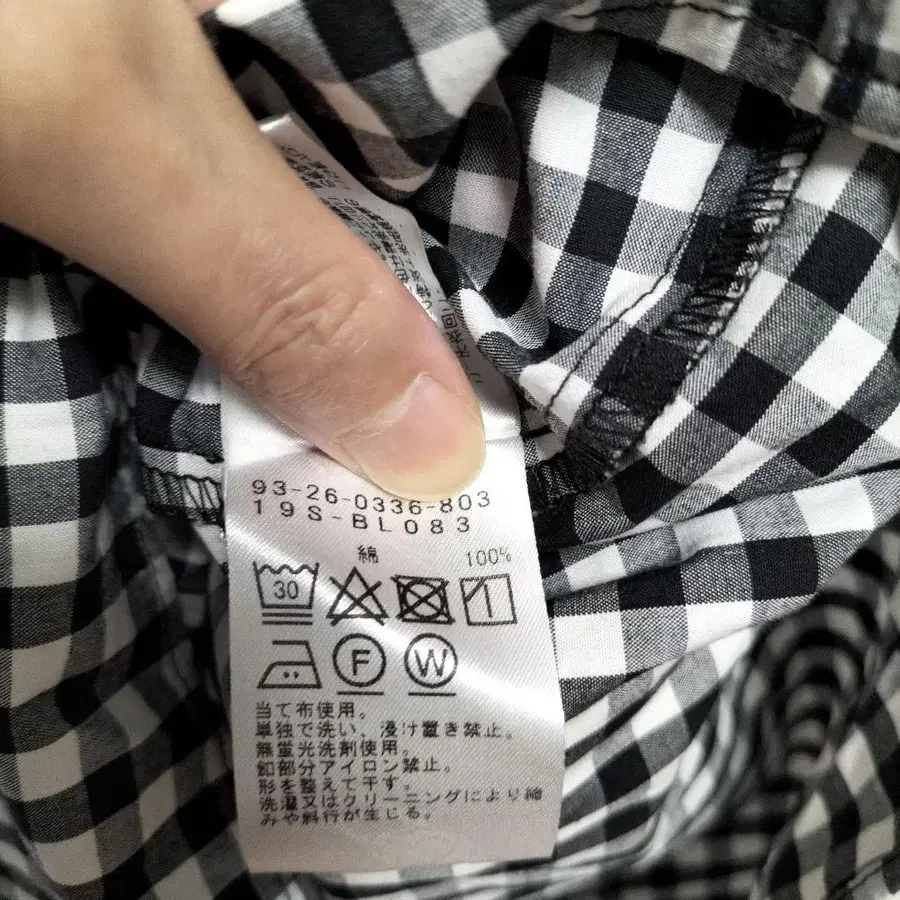 93-26-0336-803
19S-BL083
綿 100%
30
F W
当て布使用。
単独で洗い、浸け置き禁止。
無蛍光洗剤使用。
釦部分アイロン禁止。
形を整えて干す。
洗濯又はクリーニングにより縮
みや斜行が生じる。